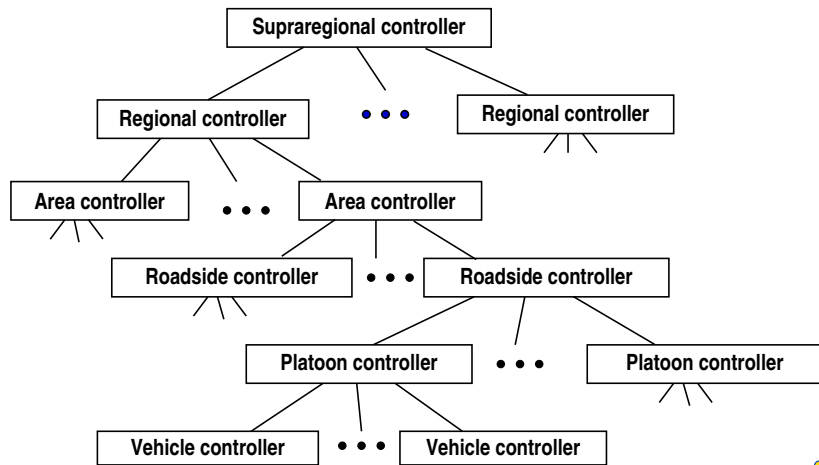 Supraregional controller
Regional controller
Regional controller
Area controller
Area controller
Roadside controller
Roadside controller
Platoon controller
Platoon controller
Vehicle controller
Vehicle controller